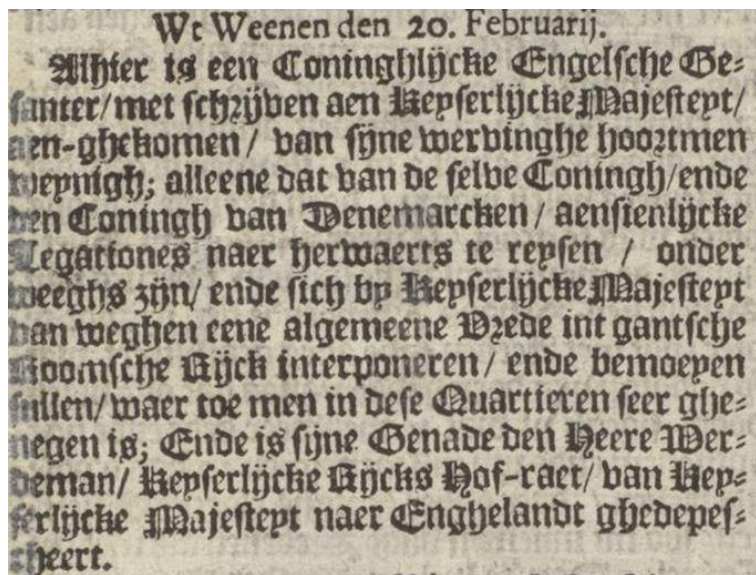 Wt Weenen den 20. Februarij.
Alhier is een Coninghlijcke Engelsche Ge-
santer/met schrijven aen Keyserlijcke Majesteyt/
aen-ghekomen/ van sijne wervinghe hoortmen
weynigh; alleene dat van de selve Coningh/ende
den Coningh van Denemarcken/ aensienlijcke
Legationes naer herwaerts te reysen / onder
weeghs zijn/ ende sich by Keyserlijcke Majesteyt
van weghen eene algemeene Vrede int gantsche
Roomsche Rijck interponeren/ ende bemoeyen
sullen/waer toe men in dese Quartieren seer ghe-
negen is; Ende is sijne Genade den Heere Wer-
deman/ Keyserlijcke Rijcks Hof-raet/ van Key-
serlijcke Majesteyt naer Enghelandt ghedepes-
cheert.